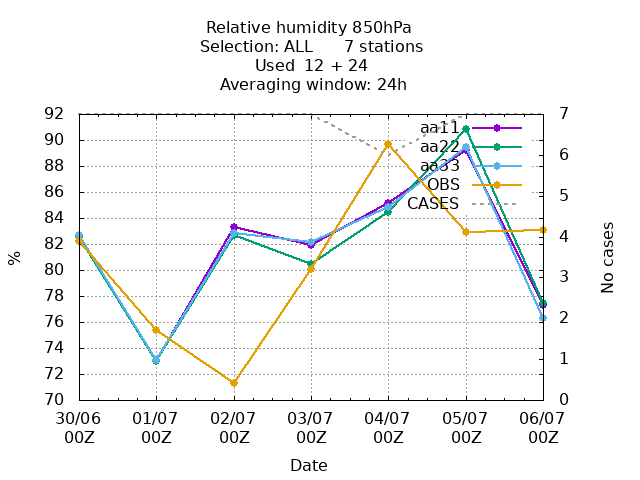 Relative humidity 850hPa
Selection: ALL      7 stations
Used  12 + 24
Averaging window: 24h
92
90
88
86
84
82
80
78
76
74
72
70
%
7
6
5
4
3
2
1
0
No cases
aa11
aa22
aa33
OBS
CASES
30/06 01/07 02/07 03/07 04/07 05/07 06/07
00Z 00Z 00Z 00Z 00Z 00Z 00Z
Date